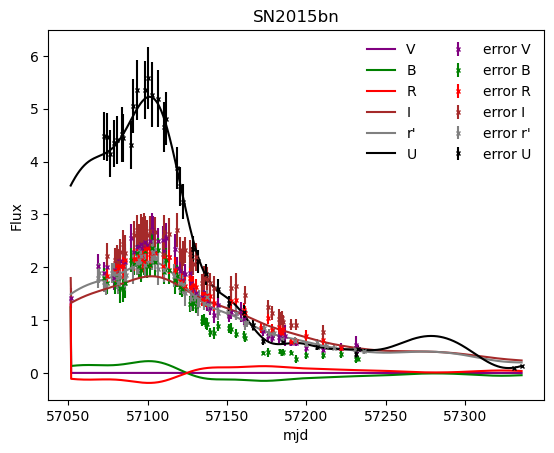 SN2015bn
Flux
6
5
4
3
2
1
0
V
B
R
I
r'
U
error V
error B
error R
error I
error r'
error U
57050
57100
57150
57200
57250
57300
mjd